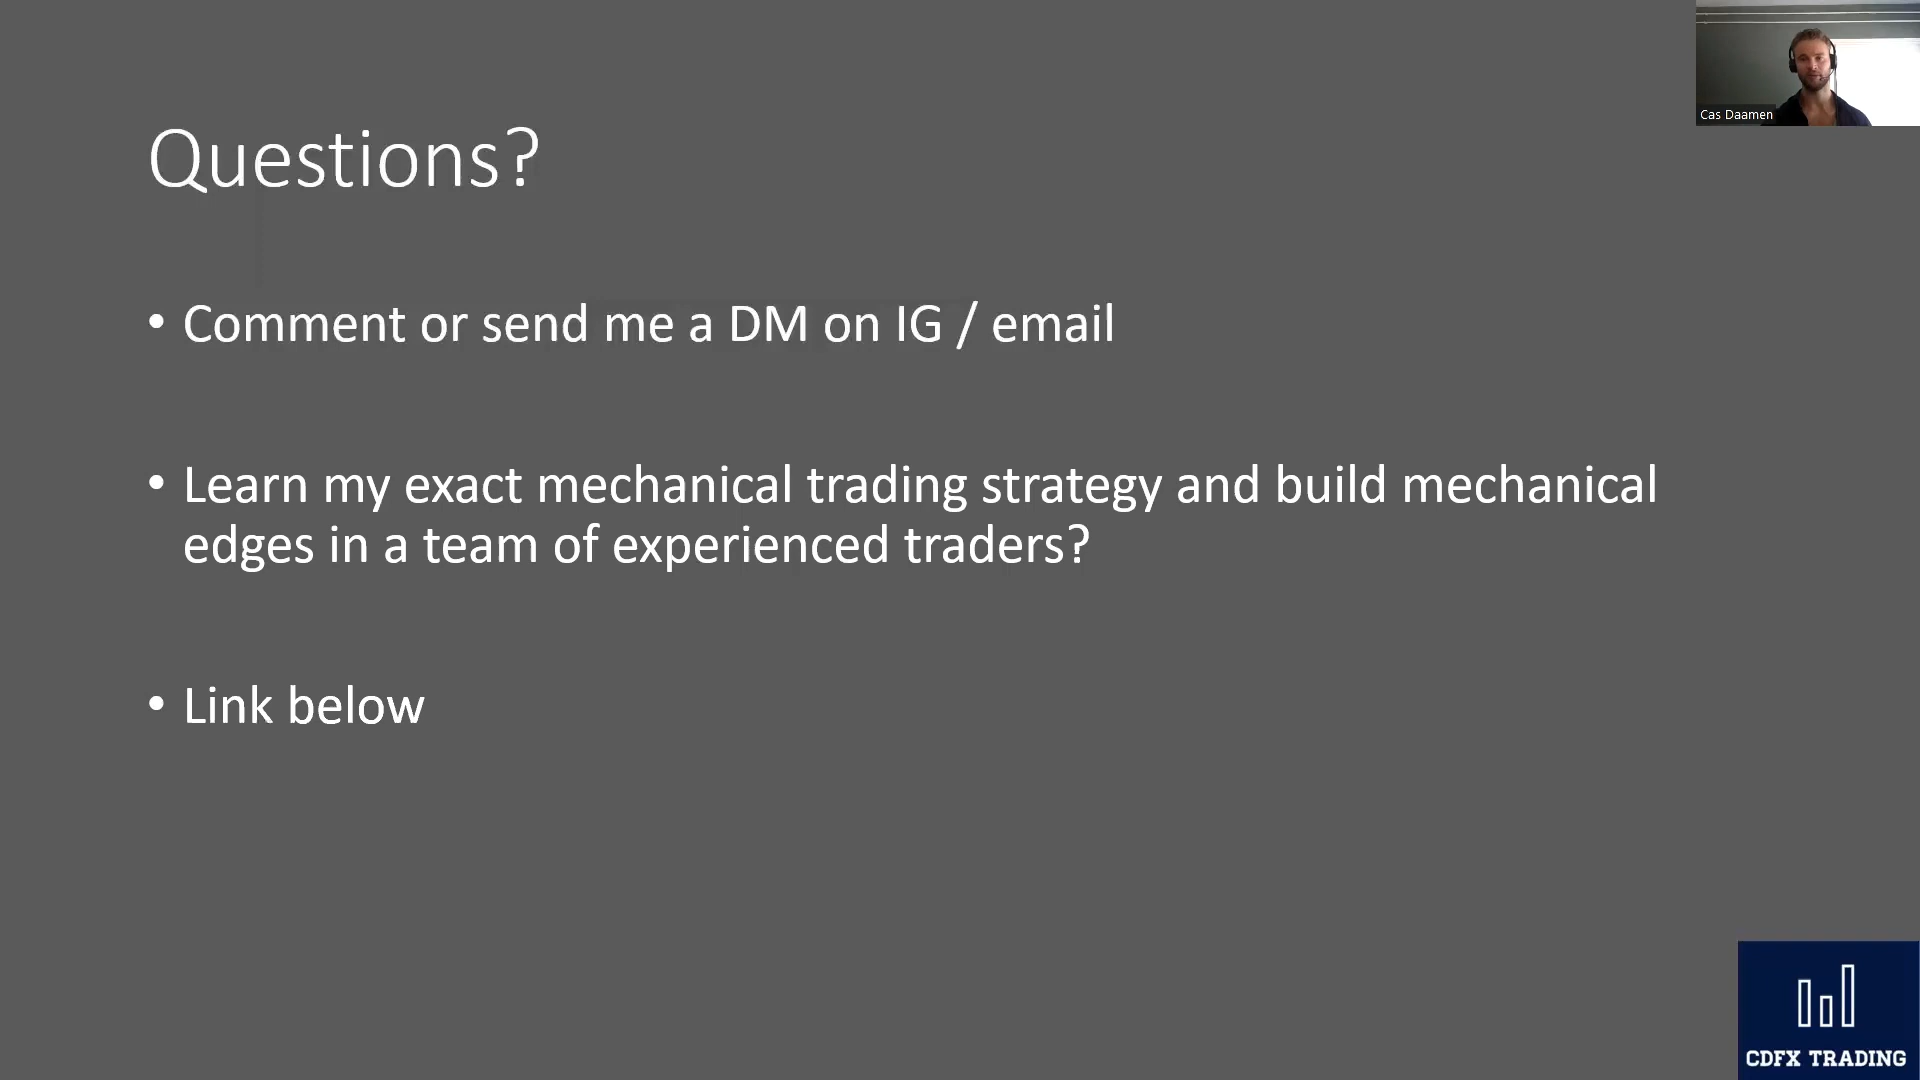 Questions?
• Comment or send me a DM on IG / email
• Learn my exact mechanical trading strategy and build mechanical
edges in a team of experienced traders?
• Link below
Cas Daamen
CDFX TRADING